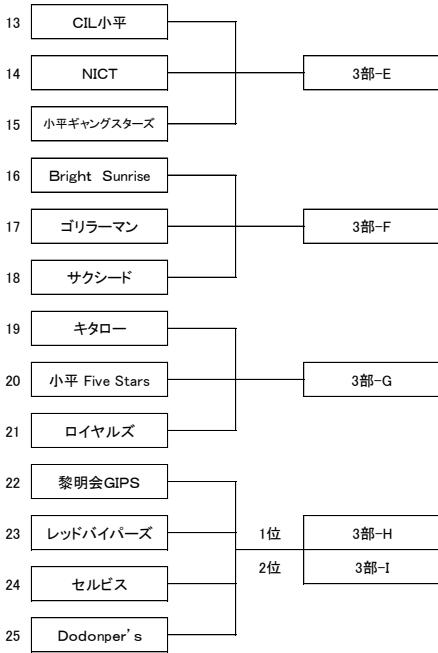 13 CIL小平
14 NICT 3部-E
15 小平ギャングスターズ
16 Bright Sunrise
17 ゴリラーマン 3部-F
18 サクシード
19 キタロー
20 小平 Five Stars 3部-G
21 ロイヤルズ
22 黎明会GIPS
23 レッドバイパーズ 1位 3部-H
2位 3部-I
24 セルビス
25 Dodonper's